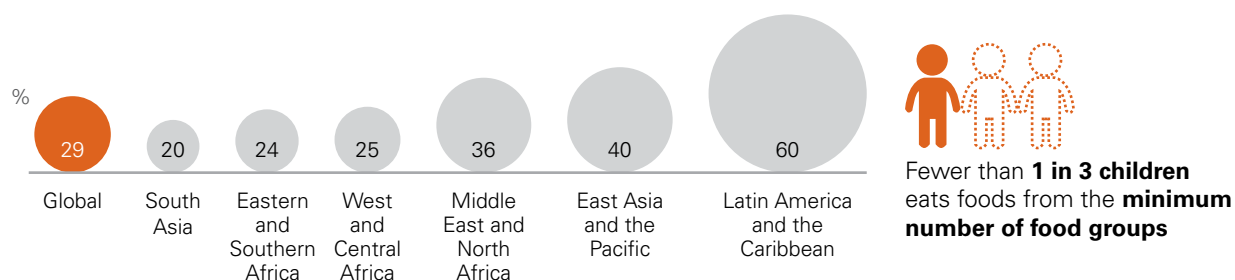 %
29
20
24
25
36
40
60
Global
South
Asia
Eastern
and
Southern
Africa
West
and
Central
Africa
Middle
East and
North
Africa
East Asia
and the
Pacific
Latin America
and the
Caribbean
Fewer than 1 in 3 children
eats foods from the minimum
number of food groups